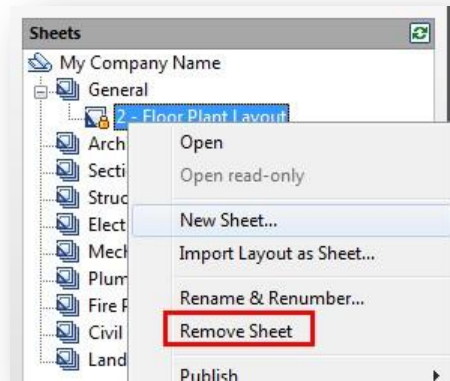 Sheets
My Company Name
General
2 - Floor Plant Layout
Arch
Open
Secti
Open read-only
Struc
Elect
New Sheet...
Mech
Import Layout as Sheet...
Plum
Fire
Rename & Renumber...
Civil
Remove Sheet
Land
Publish